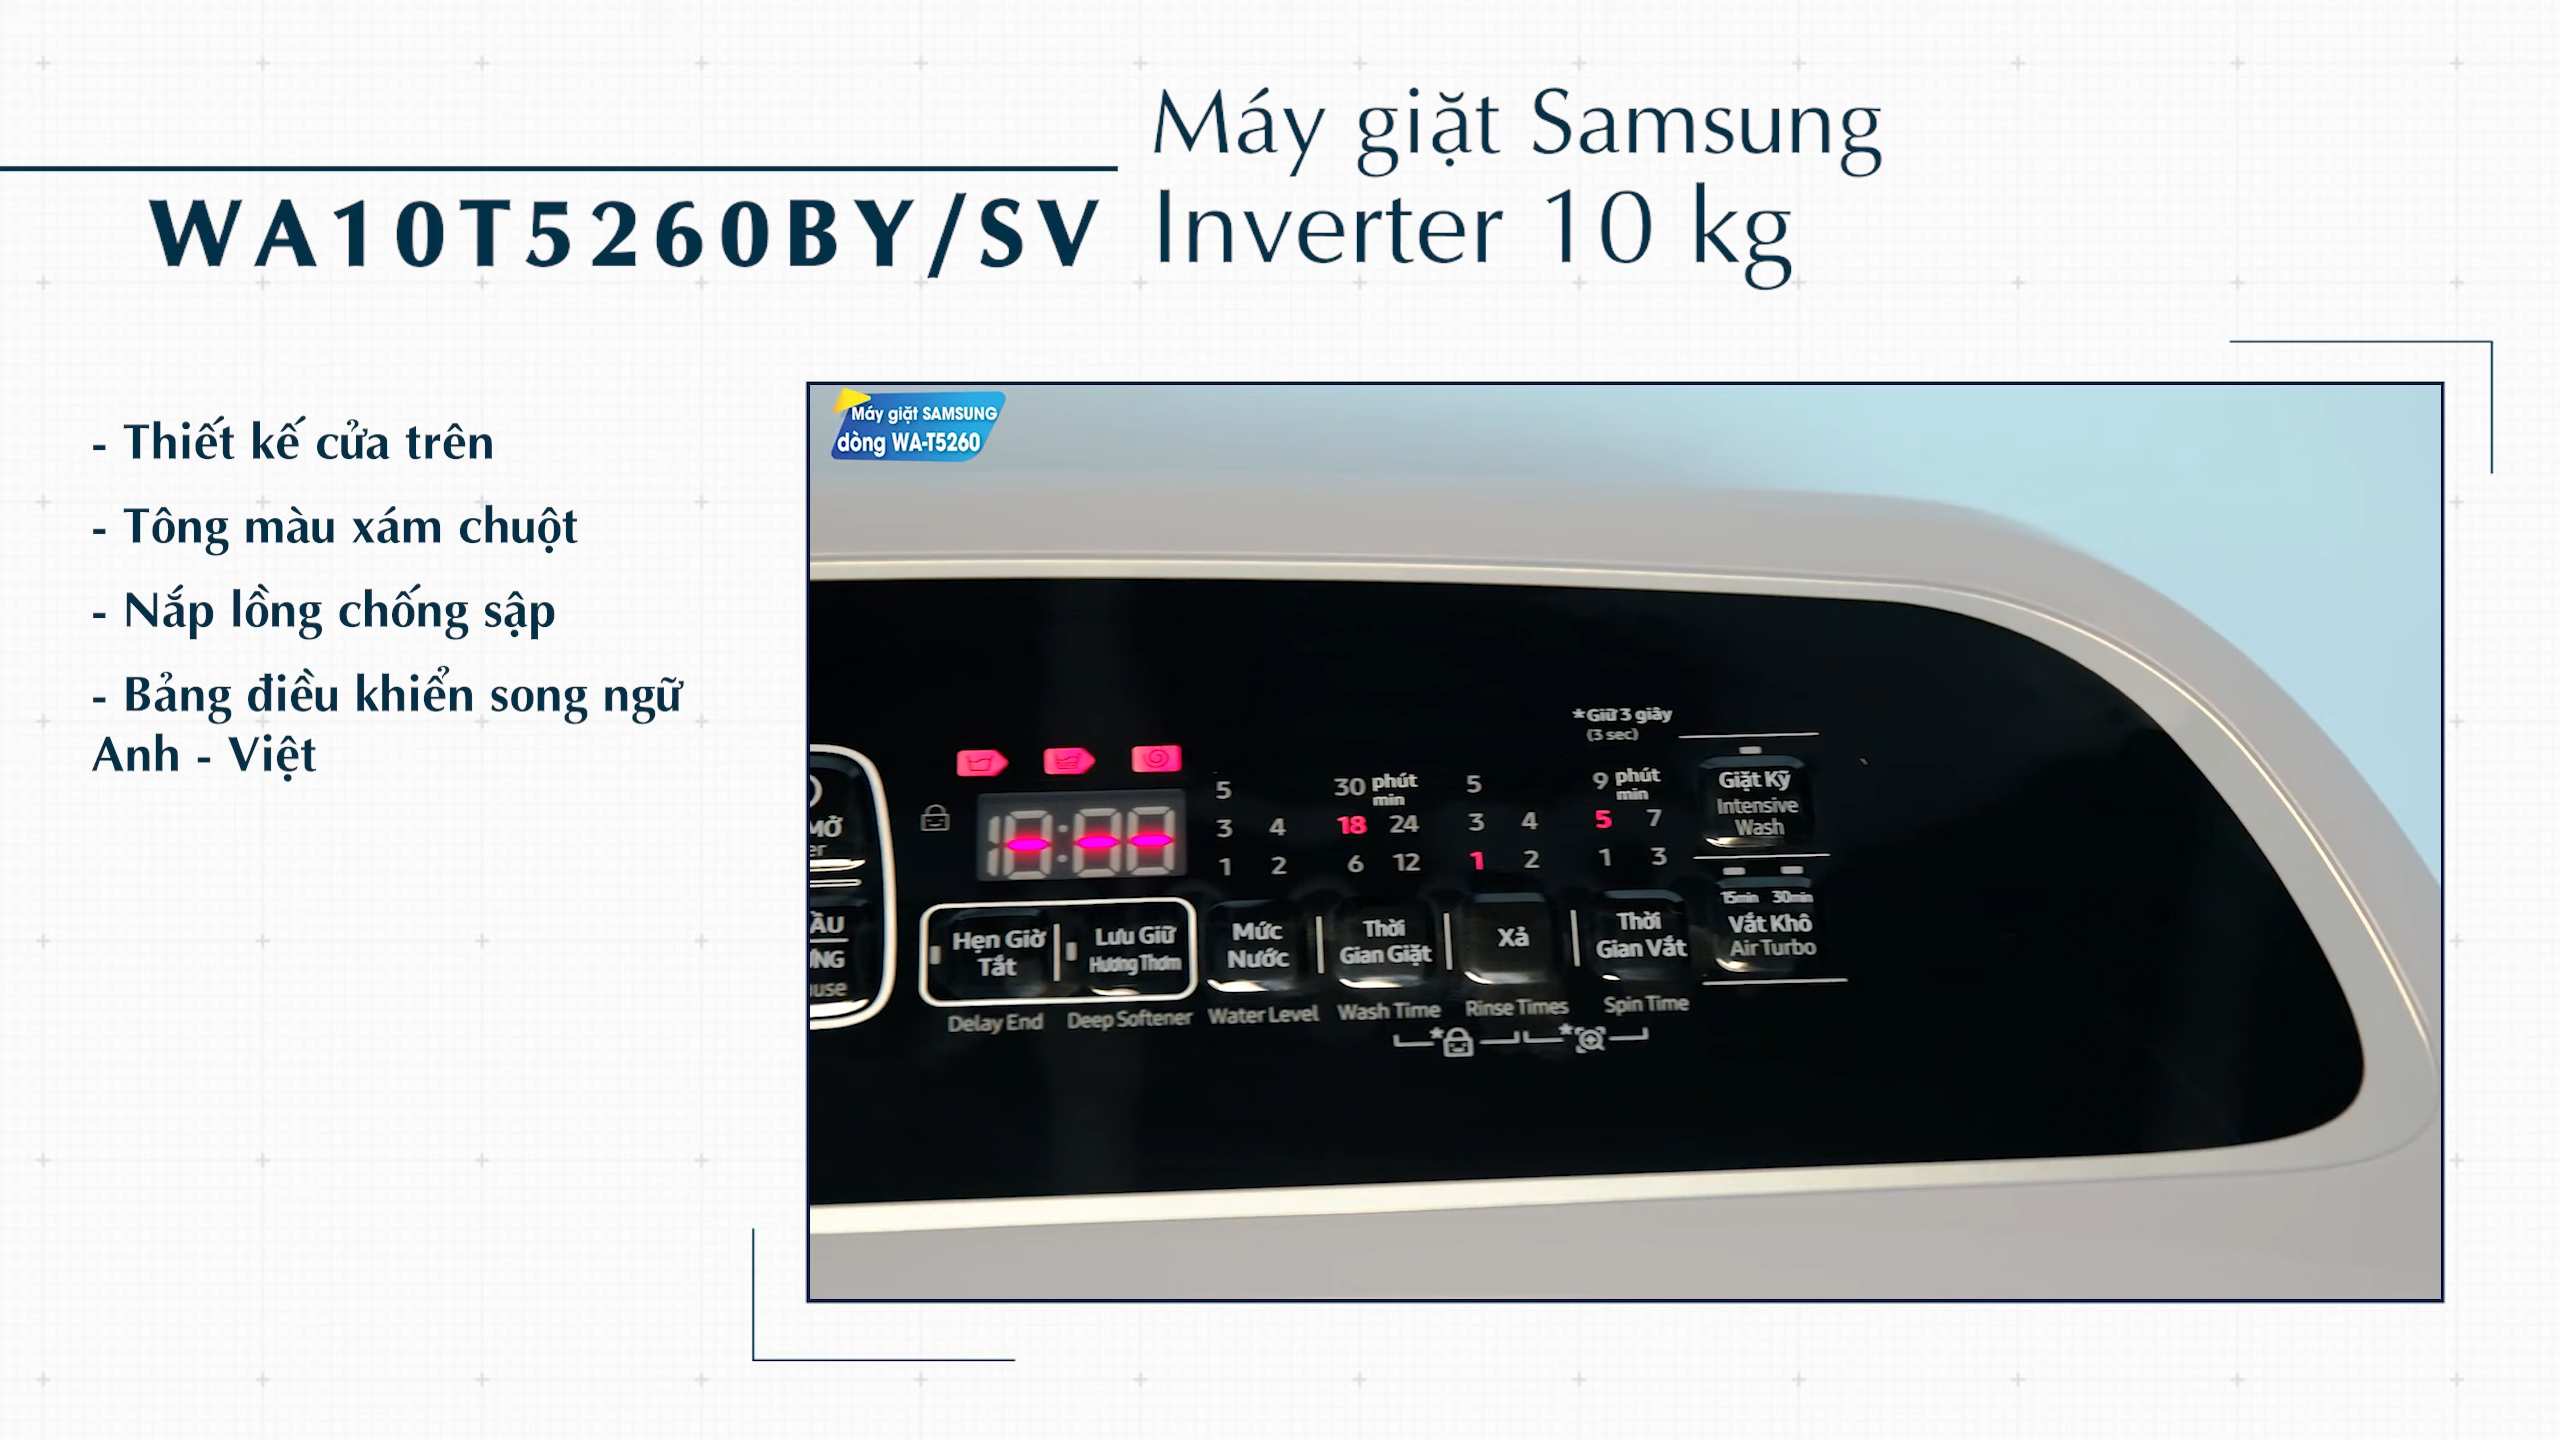 Máy giặt Samsung
Inverter 10 kg
WA10T5260BY/SV
- Thiết kế cửa trên
- Tông màu xám chuột
- Nắp lồng chống sập
- Bảng điều khiển song ngữ
Anh - Việt
Máy giặt SAMSUNG
dòng WA-T5260
*Giữ 3 giây
(3 sec)
5
30 phút
min
5
9 phút
min
3 4
18 24
3 4
5 7
1 2
6 12
1 2
1 3
Giặt Kỹ
Intensive
Wash
15min 30min
Vắt Khô
Air Turbo
Hẹn Giờ
Tắt
Lưu Giữ
Hương Thơm
Mức
Nước
Thời
Gian Giặt
Xả
Thời
Gian Vắt
Delay End
Deep Softener
Water Level
Wash Time
Rinse Times
Spin Time